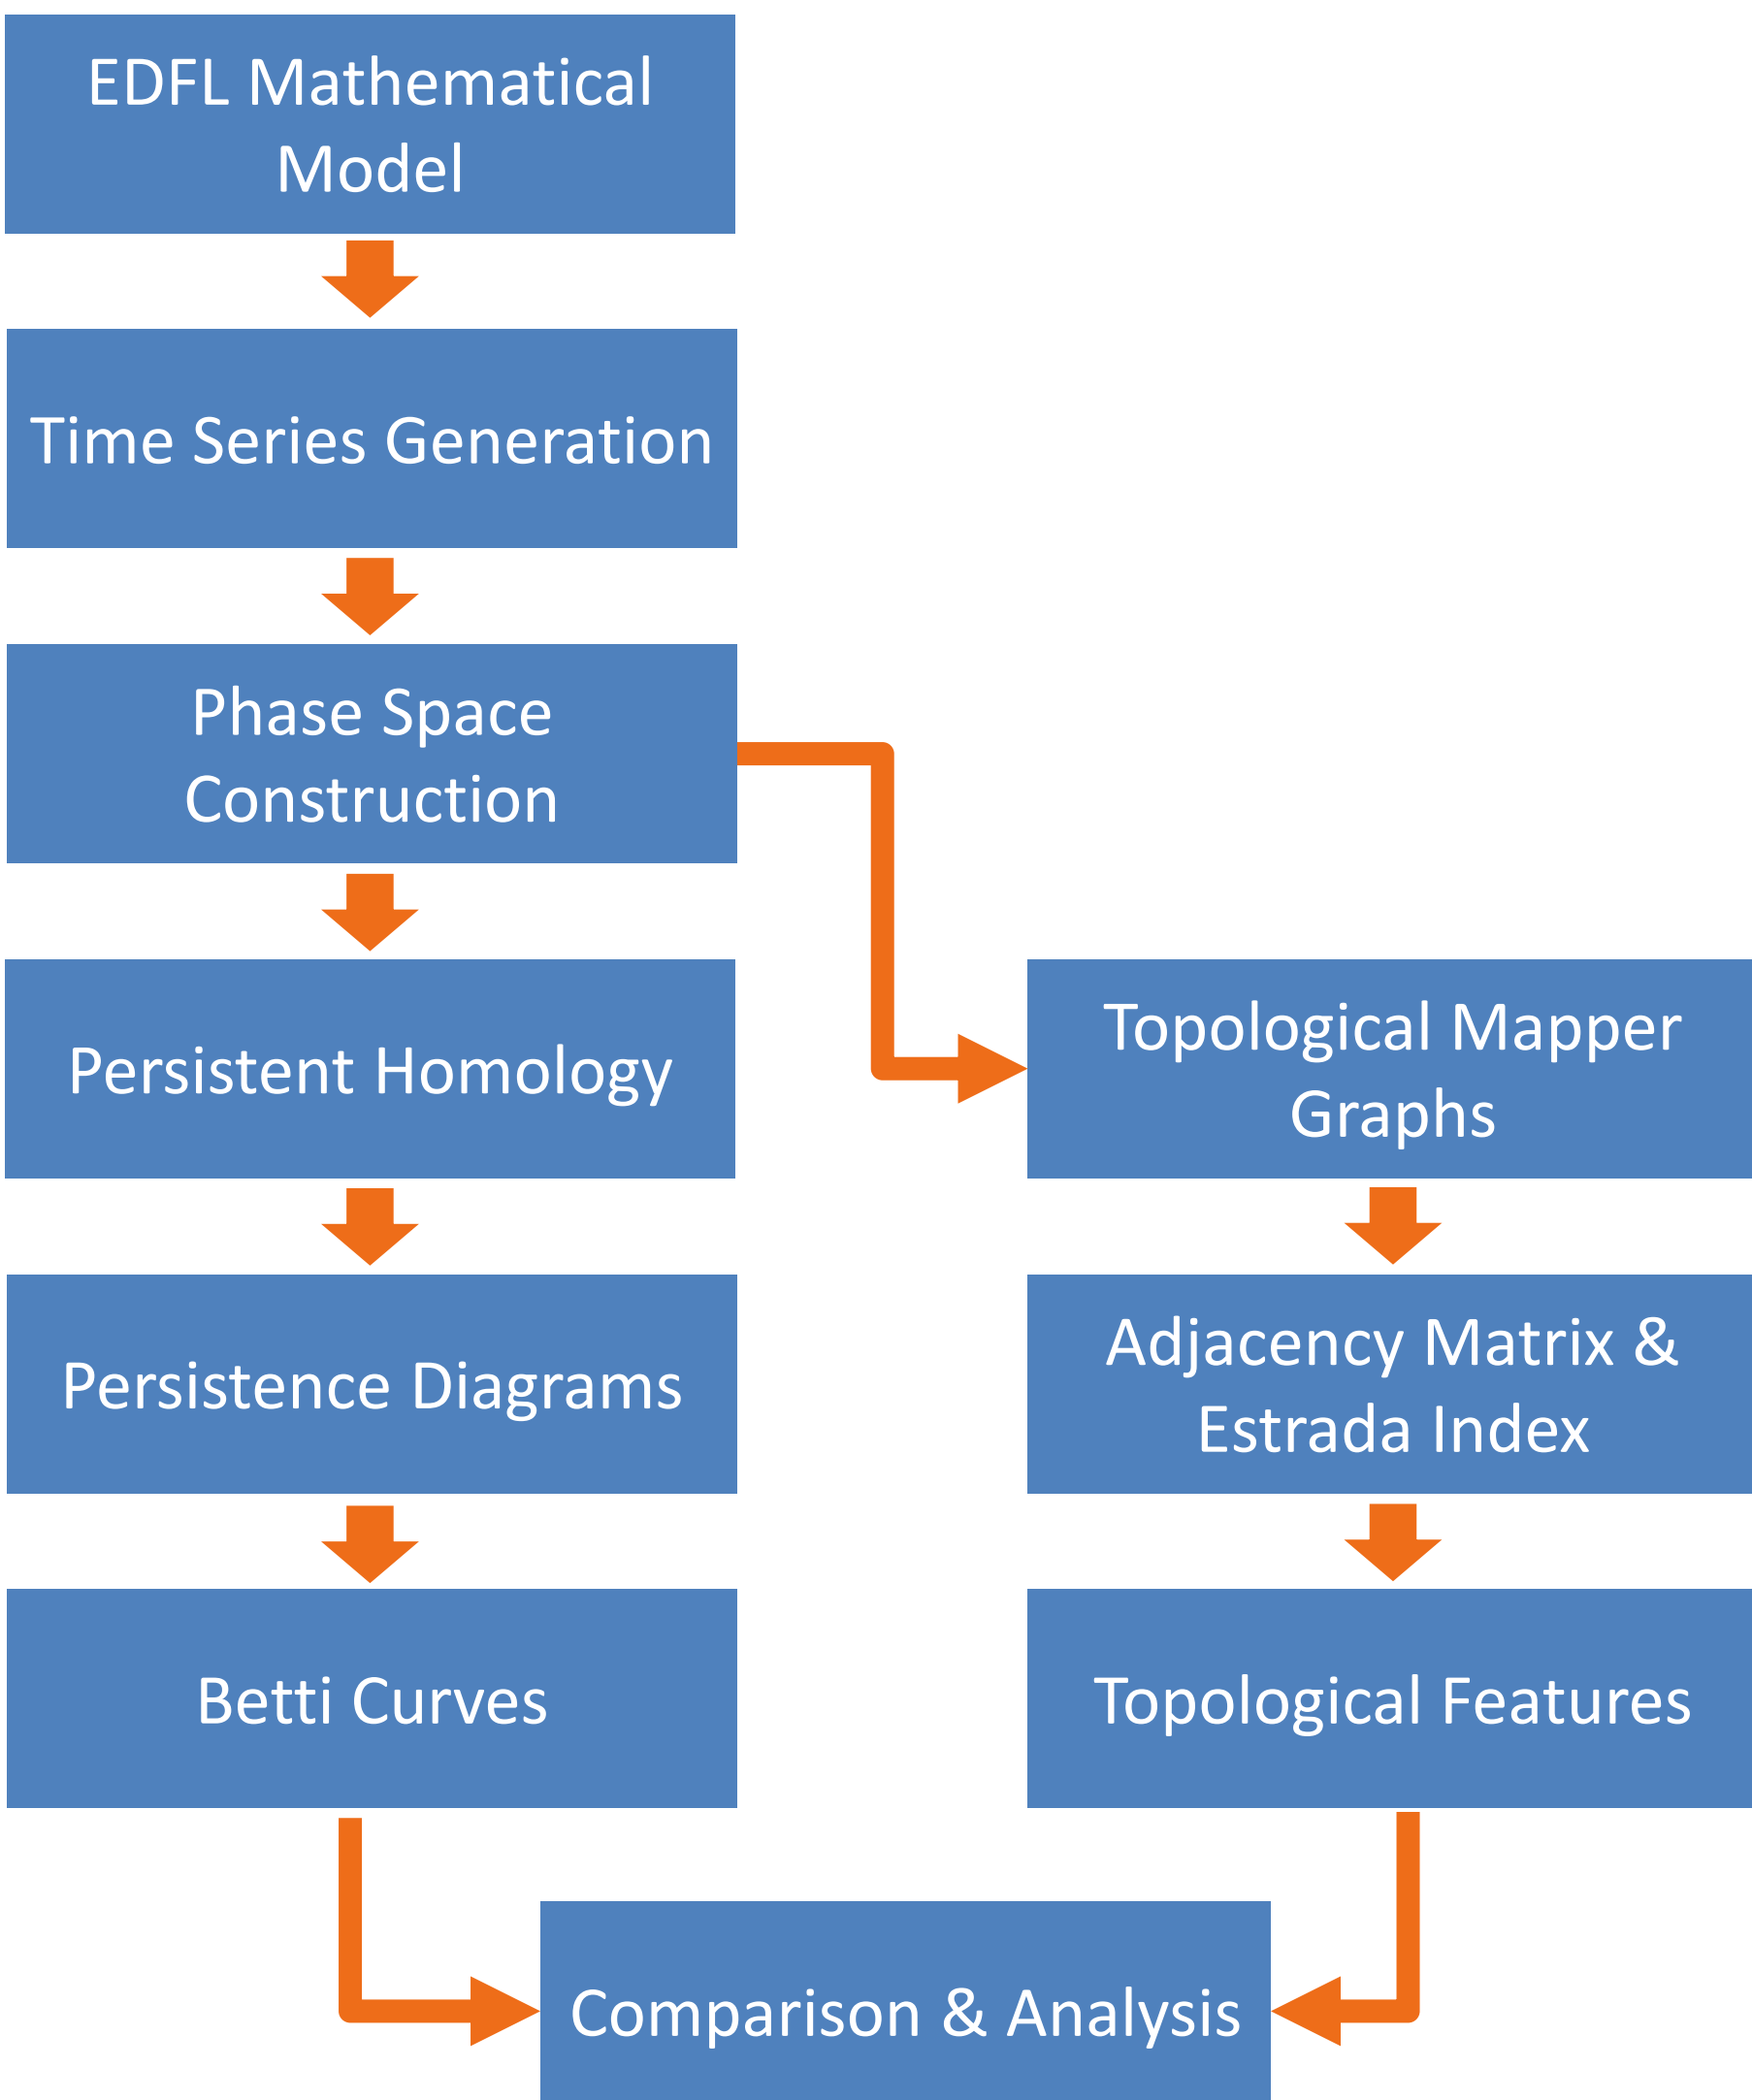 EDFL Mathematical
Model
Time Series Generation
Phase Space
Construction
Persistent Homology
Topological Mapper
Graphs
Persistence Diagrams
Adjacency Matrix &
Estrada Index
Betti Curves
Topological Features
Comparison & Analysis